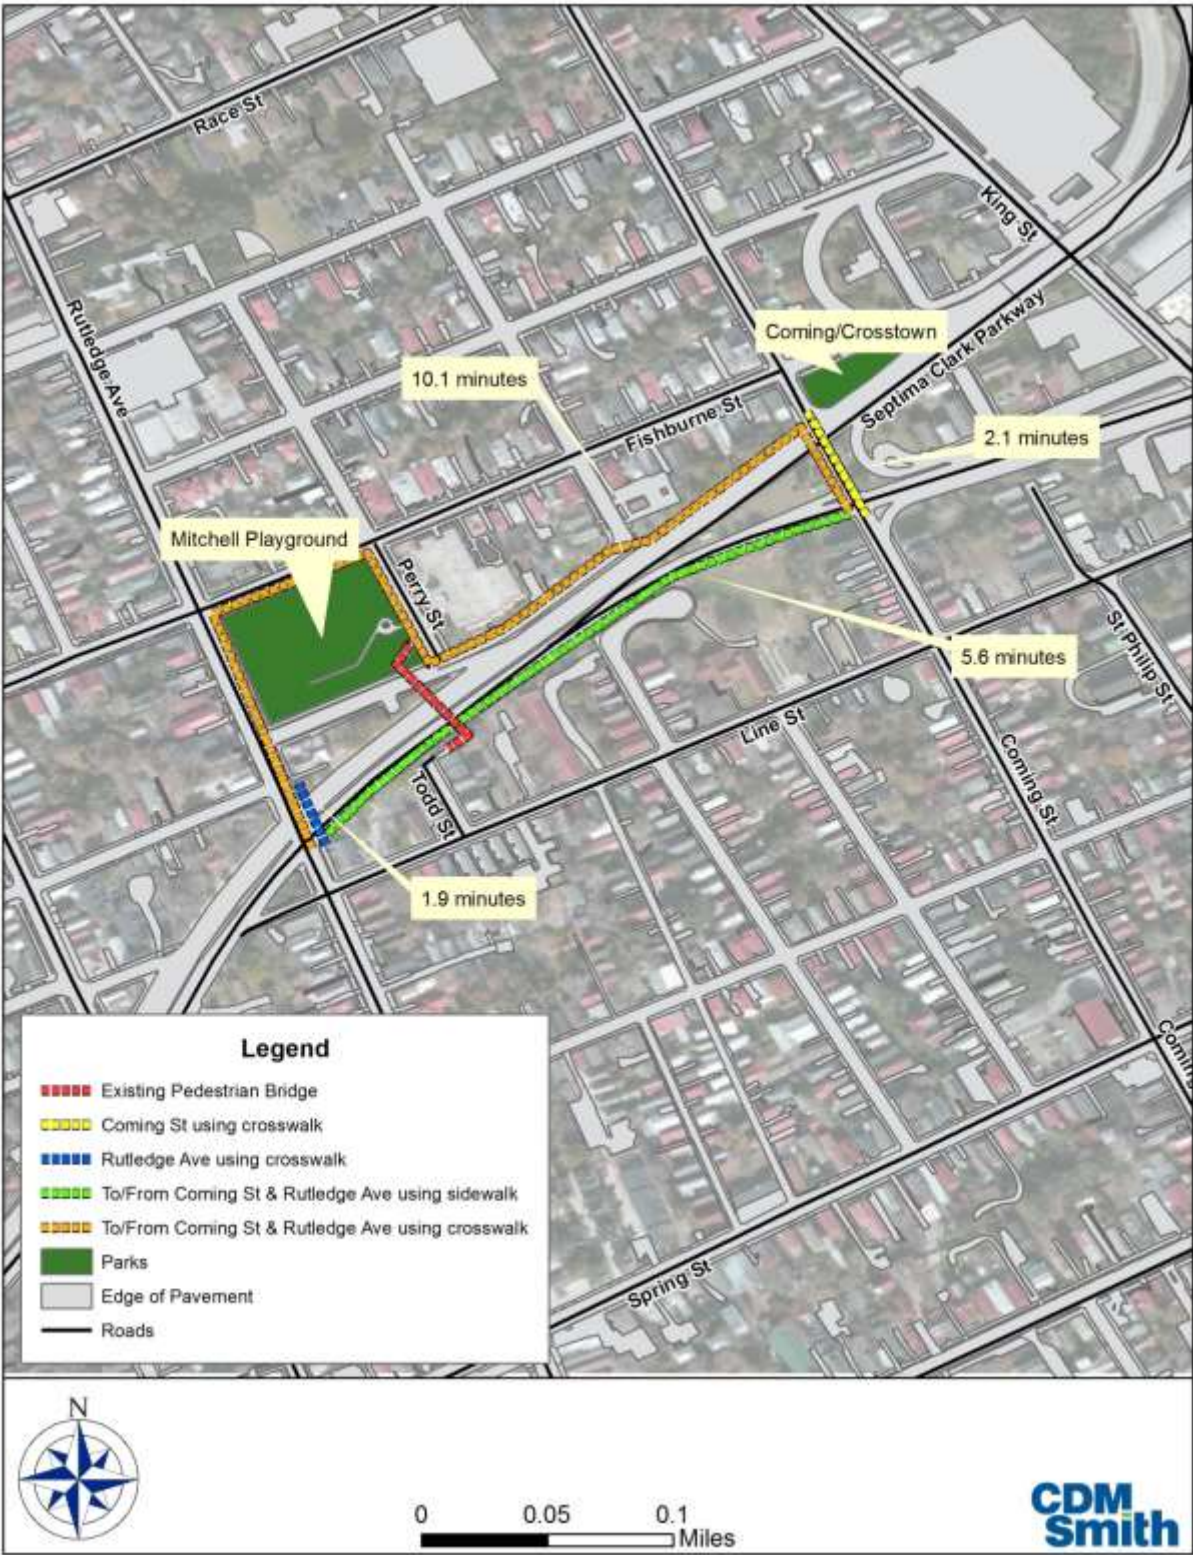 Race St
King St
Rutledge Ave
Coming/Crosstown
Septima Clark Parkway
10.1 minutes
Fishburne St
2.1 minutes
Mitchell Playground
Perry St
St Philip St
5.6 minutes
Line St
Coming St
Todd St
1.9 minutes
Coming
Spring St
Legend
Existing Pedestrian Bridge
Coming St using crosswalk
Rutledge Ave using crosswalk
To/From Coming St & Rutledge Ave using sidewalk
To/From Coming St & Rutledge Ave using crosswalk
Parks
Edge of Pavement
Roads
N
0 0.05 0.1
Miles
CDM
Smith